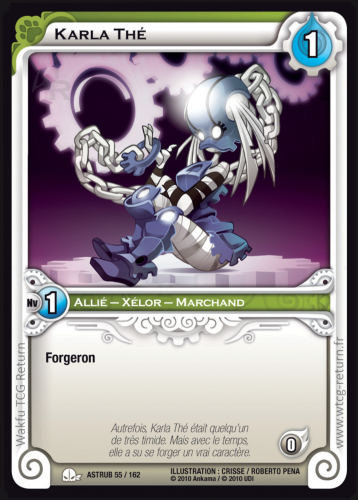 Karla Thé
1
Nv 1
Allié – Xélor – Marchand
Forgeron
Autrefois, Karla Thé était quelqu'un
de très timide. Mais avec le temps,
elle a su se forger un vrai caractère.
0
ASTRUB 55 / 162
ILLUSTRATION : CRISSE / ROBERTO PENA
© 2010 Ankama / © 2010 UDI
Wakfu TCG Return
www.wtcg-return.fr